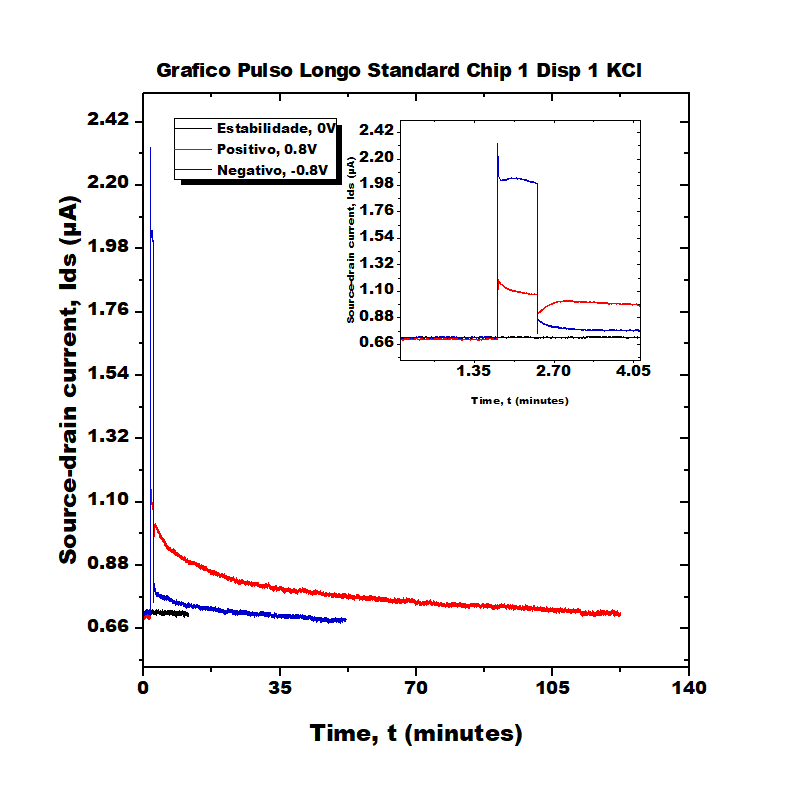 Grafico Pulso Longo Standard Chip 1 Disp 1 KCl
Estabilidade, 0V
Positivo, 0.8V
Negativo, -0.8V
Source-drain current, Ids (µA)
2.42
2.20
1.98
1.76
1.54
1.32
1.10
0.88
0.66
0 35 70 105 140
Time, t (minutes)
Source-drain current, Ids (µA)
2.42
2.20
1.98
1.76
1.54
1.32
1.10
0.88
0.66
1.35 2.70 4.05
Time, t (minutes)